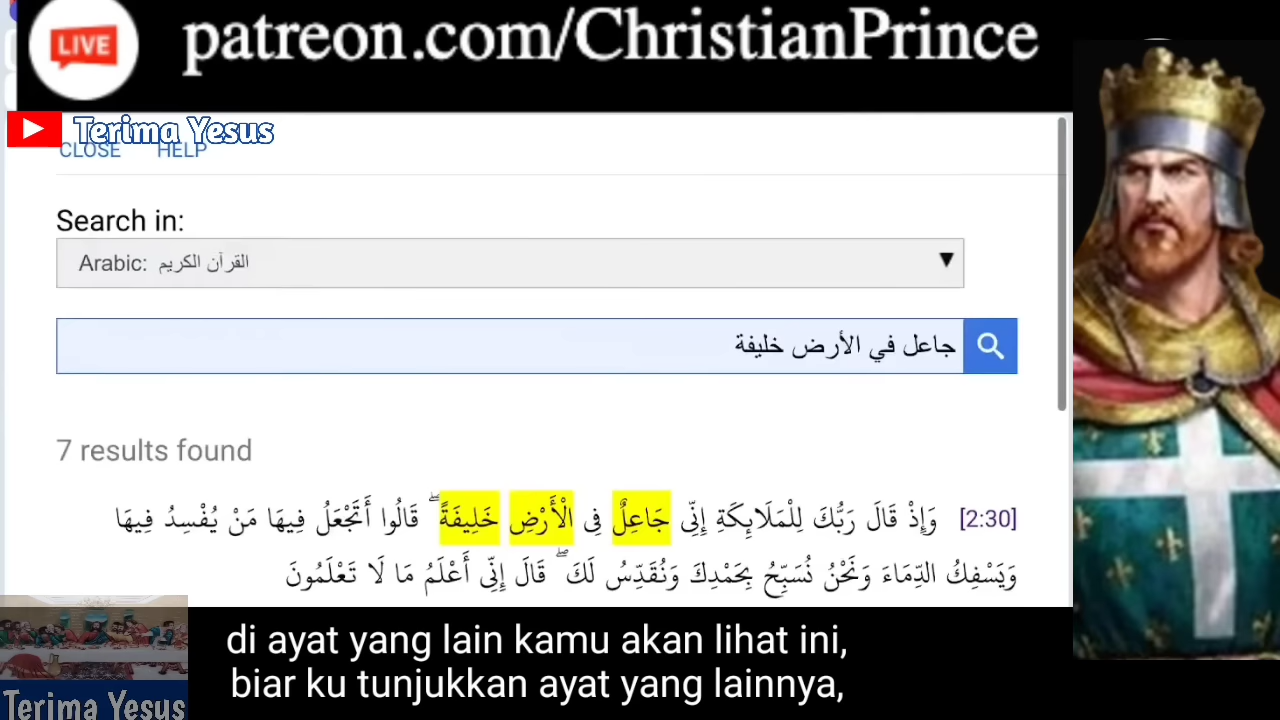 LIVE
patreon.com/ChristianPrince
Terima Yesus
CLOSE HELP
Search in:
Arabic: القرآن الكريم
جاعل في الأرض خليفة
7 results found
[2:30] وَإِذْ قَالَ رَبُّكَ لِلْمَلَائِكَةِ إِنِّى جَاعِلٌ فِى الْأَرْضِ خَلِيفَةً ۖ قَالُوا أَتَجْعَلُ فِيهَا مَنْ يُفْسِدُ فِيهَا
وَيَسْفِكُ الدِّمَاءَ وَنَحْنُ نُسَبِّحُ بِحَمْدِكَ وَنُقَدِّسُ لَكَ ۖ قَالَ إِنِّى أَعْلَمُ مَا لَا تَعْلَمُونَ
di ayat yang lain kamu akan lihat ini,
biar ku tunjukkan ayat yang lainnya,
Terima Yesus